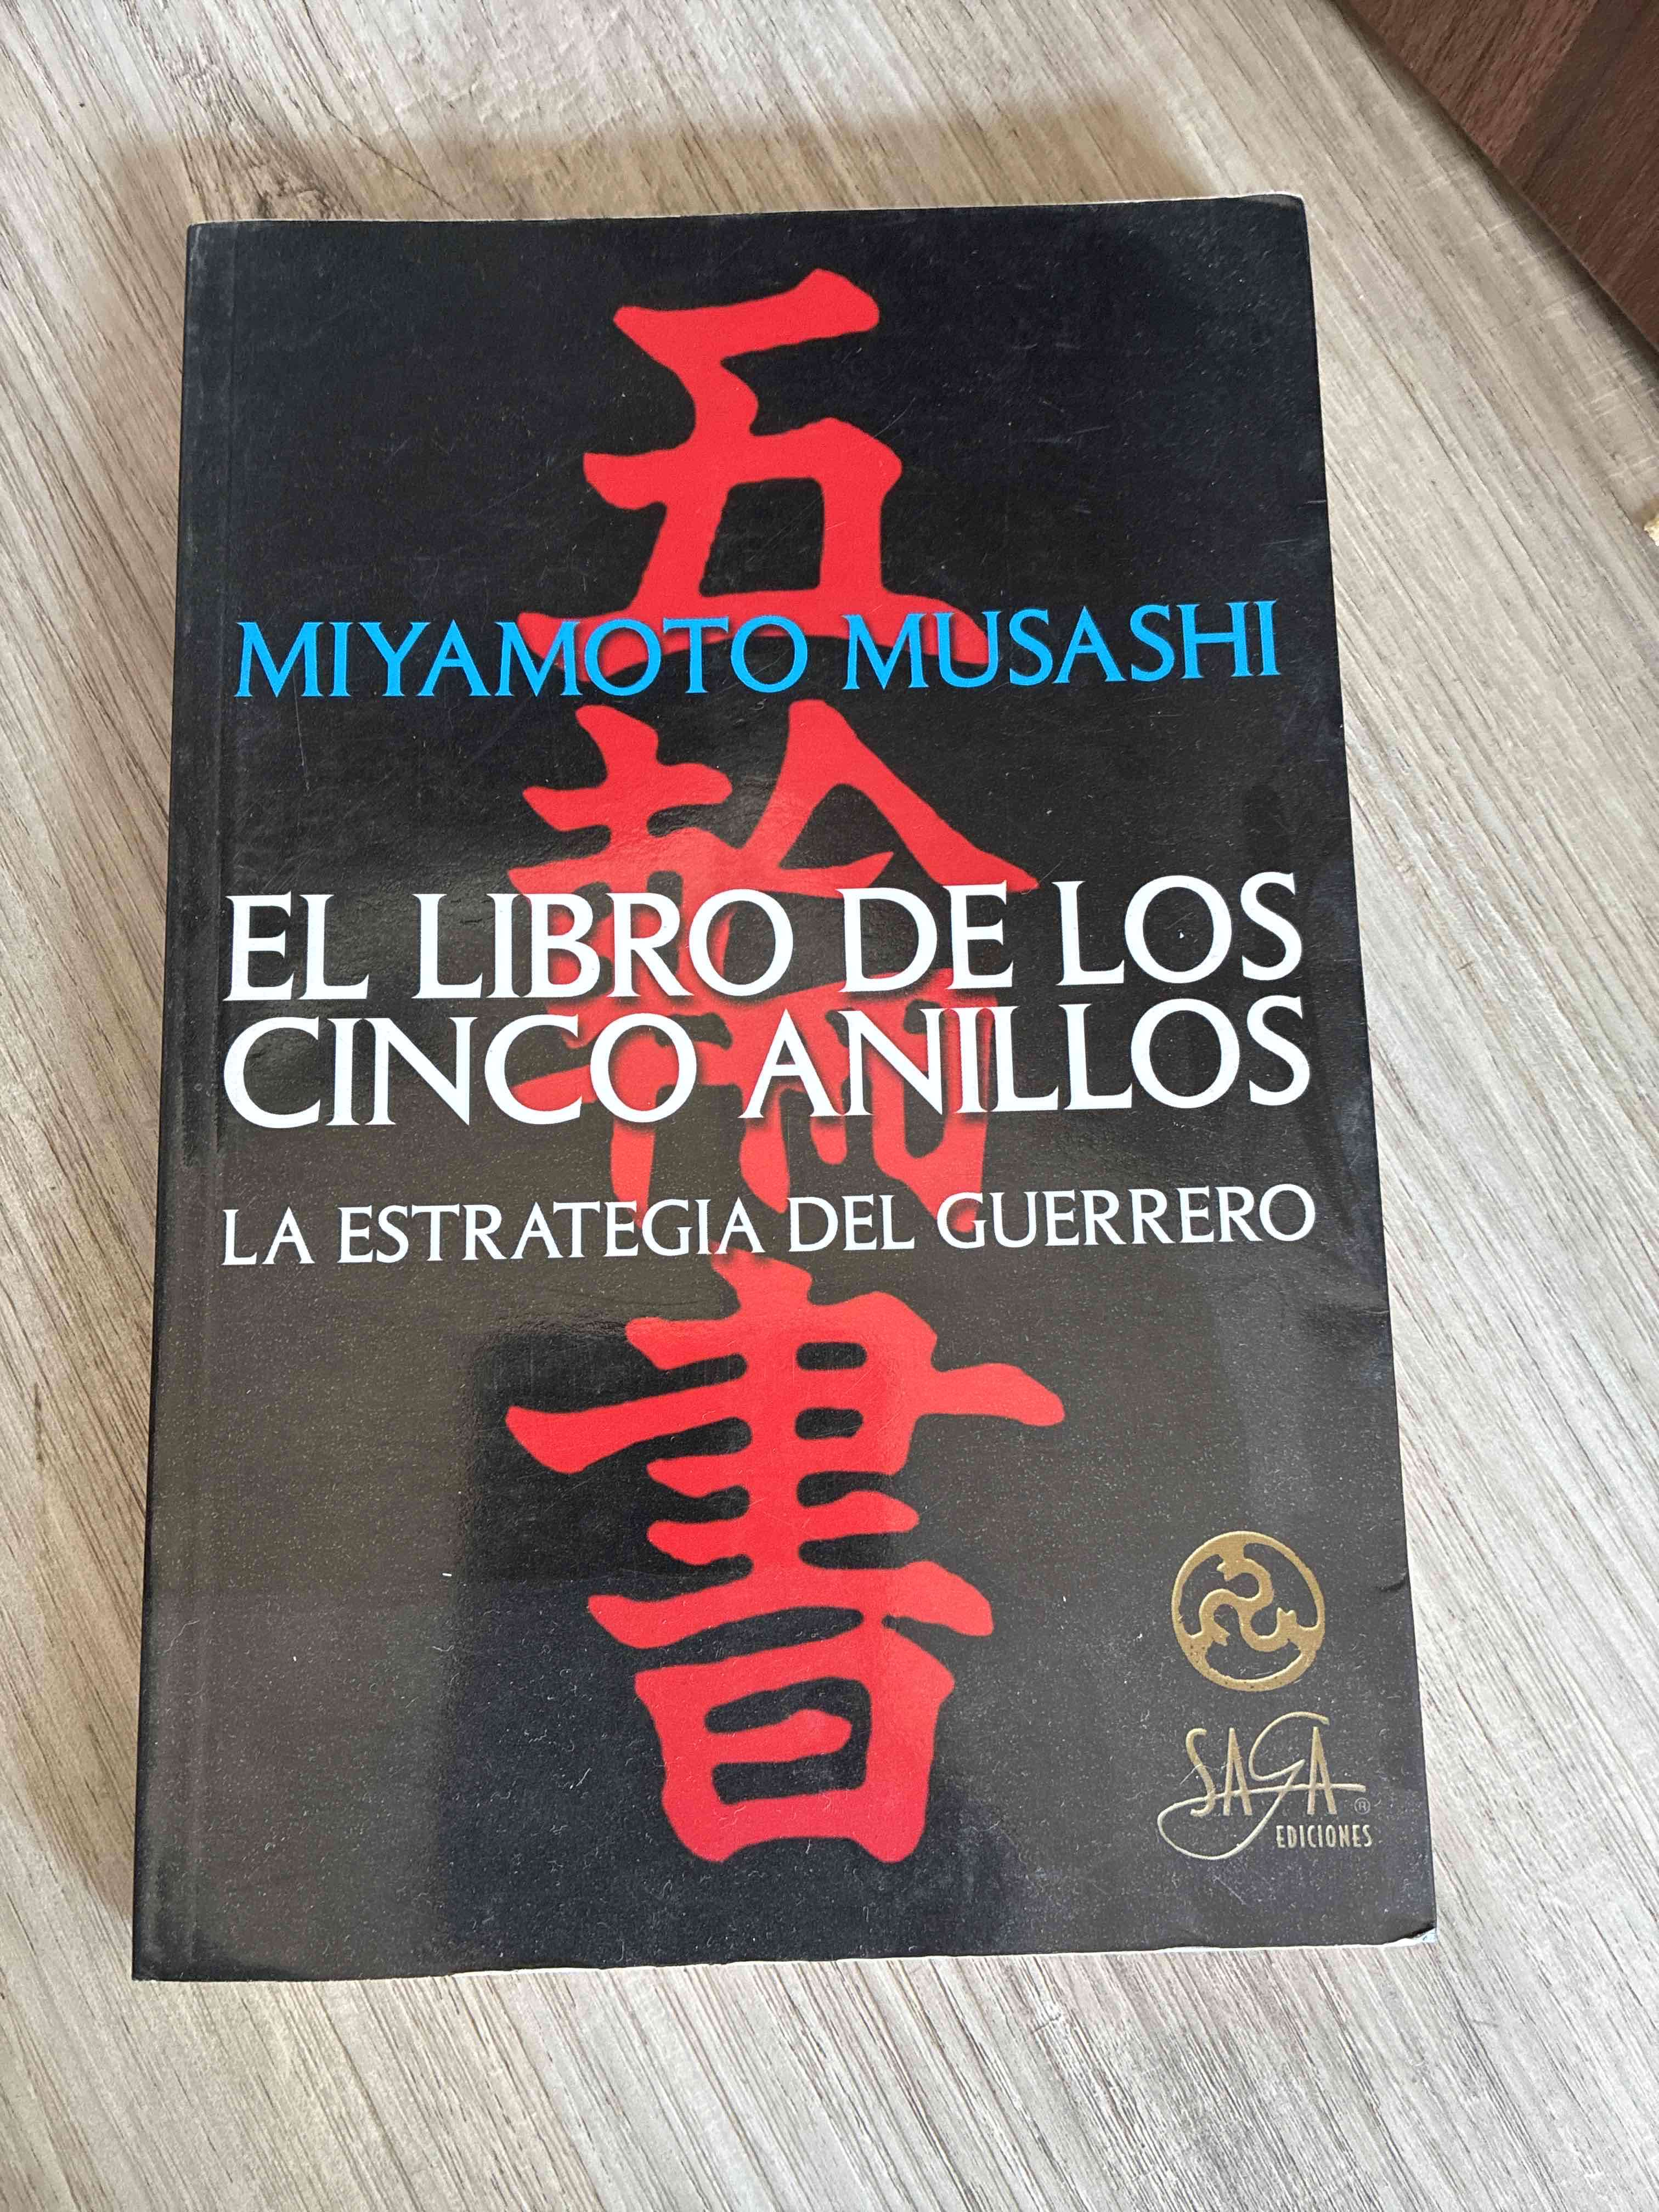 五輪書
MIYAMOTO MUSASHI
EL LIBRO DE LOS
CINCO ANILLOS
LA ESTRATEGIA DEL GUERRERO
SAGA®
EDICIONES